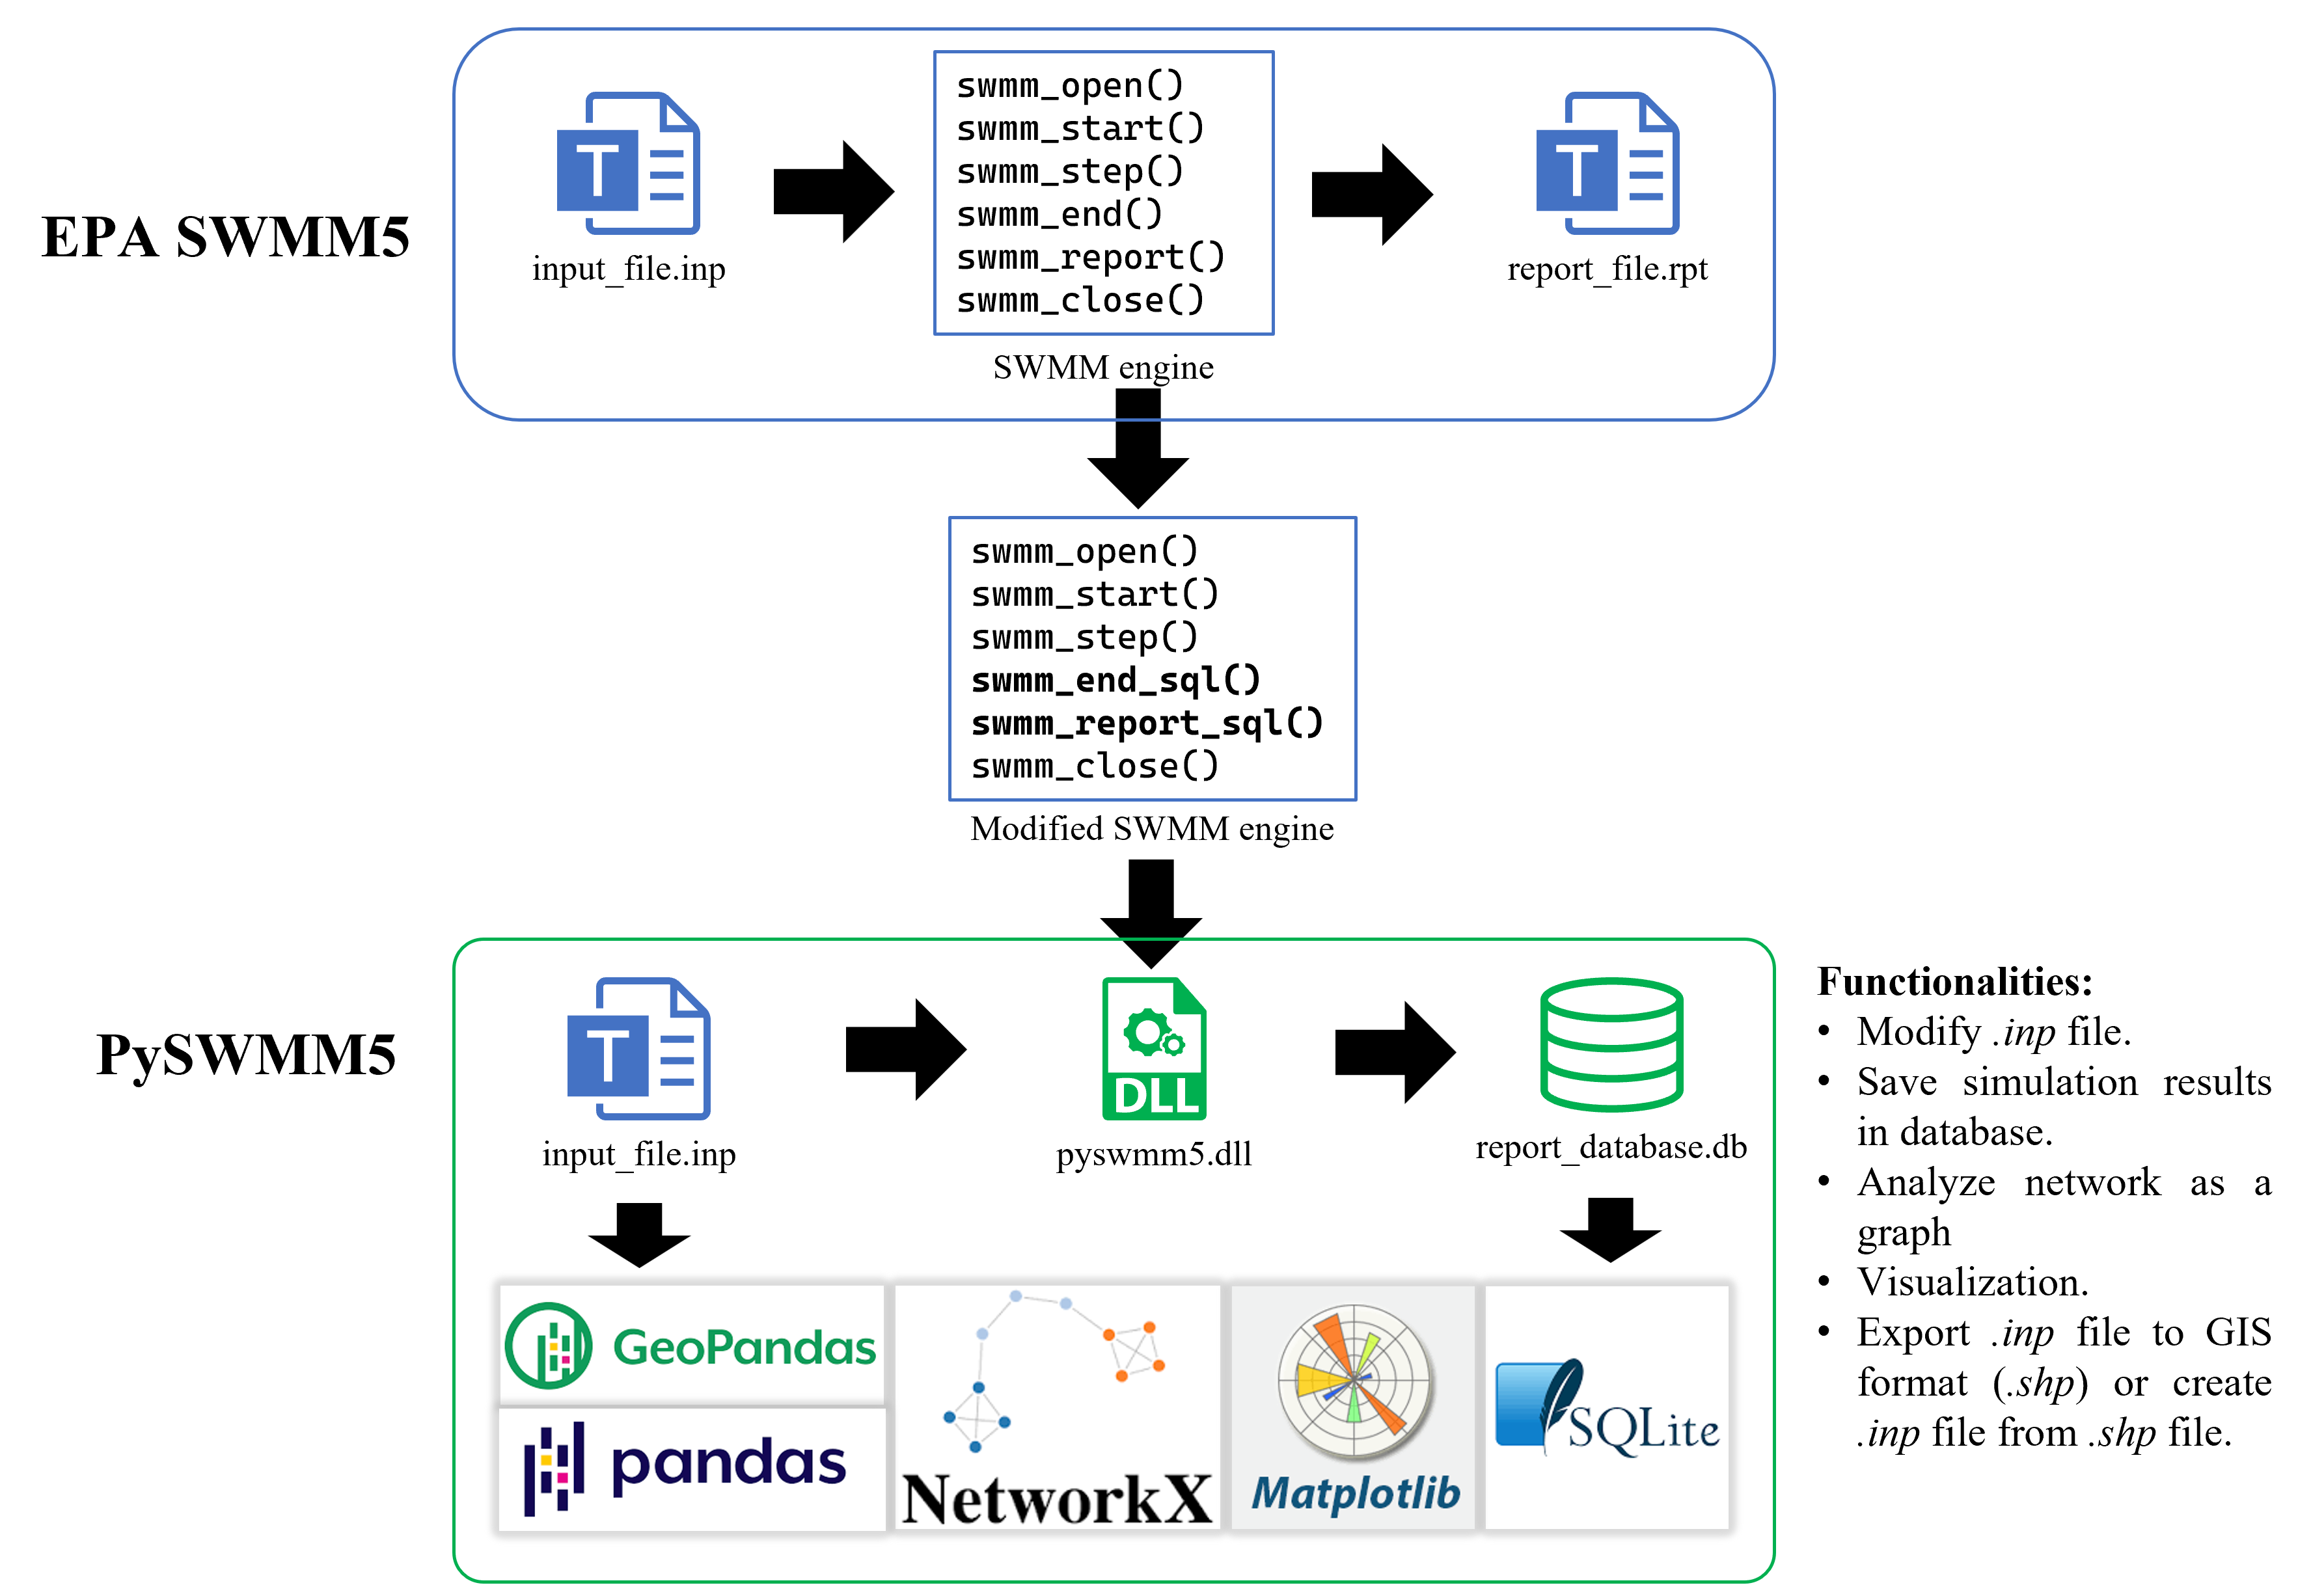 EPA SWMM5
T
input_file.inp
swmm_open()
swmm_start()
swmm_step()
swmm_end()
swmm_report()
swmm_close()
SWMM engine
T
report_file.rpt
swmm_open()
swmm_start()
swmm_step()
swmm_end_sql()
swmm_report_sql()
swmm_close()
Modified SWMM engine
PySWMM5
T
input_file.inp
DLL
pyswmm5.dll
report_database.db
GeoPandas
pandas
NetworkX
Matplotlib
SQLite
Functionalities:
• Modify .inp file.
• Save simulation results
in database.
• Analyze network as a
graph
• Visualization.
• Export .inp file to GIS
format (.shp) or create
.inp file from .shp file.